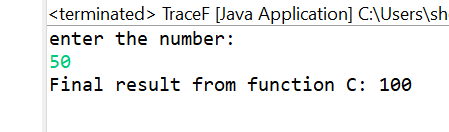 <terminated> TraceF [Java Application] C:\Users\sh
enter the number:
50
Final result from function C: 100